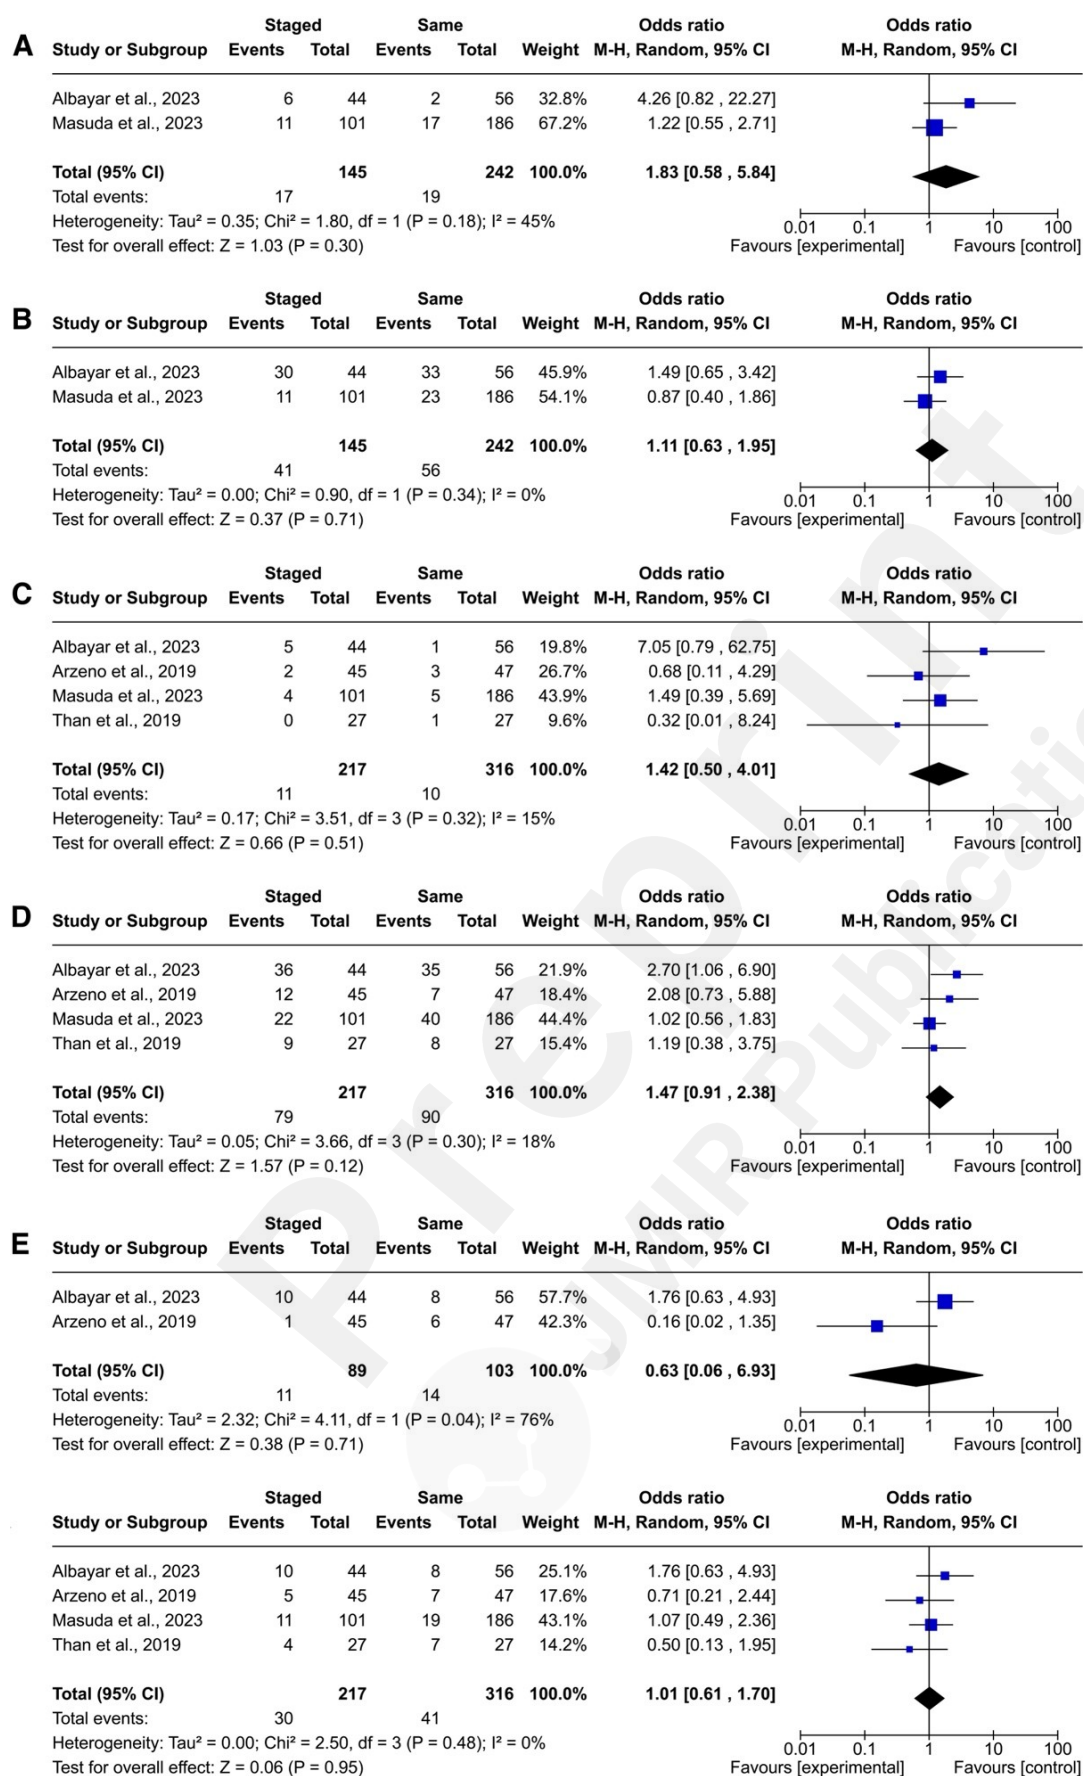 Staged Same Odds ratio Odds ratio
A Study or Subgroup Events Total Events Total Weight M-H, Random, 95% CI M-H, Random, 95% CI
Albayar et al., 2023 6 44 2 56 32.8% 4.26 [0.82 , 22.27]
Masuda et al., 2023 11 101 17 186 67.2% 1.22 [0.55 , 2.71]
Total (95% CI) 145 242 100.0% 1.83 [0.58 , 5.84]
Total events: 17 19
Heterogeneity: Tau² = 0.35; Chi² = 1.80, df = 1 (P = 0.18); I² = 45%
0.01 0.1 1 10 100
Test for overall effect: Z = 1.03 (P = 0.30) Favours [experimental] Favours [control]
Staged Same Odds ratio Odds ratio
B Study or Subgroup Events Total Events Total Weight M-H, Random, 95% CI M-H, Random, 95% CI
Albayar et al., 2023 30 44 33 56 45.9% 1.49 [0.65 , 3.42]
Masuda et al., 2023 11 101 23 186 54.1% 0.87 [0.40 , 1.86]
Total (95% CI) 145 242 100.0% 1.11 [0.63 , 1.95]
Total events: 41 56
Heterogeneity: Tau² = 0.00; Chi² = 0.90, df = 1 (P = 0.34); I² = 0%
0.01 0.1 1 10 100
Test for overall effect: Z = 0.37 (P = 0.71) Favours [experimental] Favours [control]
Staged Same Odds ratio Odds ratio
C Study or Subgroup Events Total Events Total Weight M-H, Random, 95% CI M-H, Random, 95% CI
Albayar et al., 2023 5 44 1 56 19.8% 7.05 [0.79 , 62.75]
Arzeno et al., 2019 2 45 3 47 26.7% 0.68 [0.11 , 4.29]
Masuda et al., 2023 4 101 5 186 43.9% 1.49 [0.39 , 5.69]
Than et al., 2019 0 27 1 27 9.6% 0.32 [0.01 , 8.24]
Total (95% CI) 217 316 100.0% 1.42 [0.50 , 4.01]
Total events: 11 10
Heterogeneity: Tau² = 0.17; Chi² = 3.51, df = 3 (P = 0.32); I² = 15%
0.01 0.1 1 10 100
Test for overall effect: Z = 0.66 (P = 0.51) Favours [experimental] Favours [control]
Staged Same Odds ratio Odds ratio
D Study or Subgroup Events Total Events Total Weight M-H, Random, 95% CI M-H, Random, 95% CI
Albayar et al., 2023 36 44 35 56 21.9% 2.70 [1.06 , 6.90]
Arzeno et al., 2019 12 45 7 47 18.4% 2.08 [0.73 , 5.88]
Masuda et al., 2023 22 101 40 186 44.4% 1.02 [0.56 , 1.83]
Than et al., 2019 9 27 8 27 15.4% 1.19 [0.38 , 3.75]
Total (95% CI) 217 316 100.0% 1.47 [0.91 , 2.38]
Total events: 79 90
Heterogeneity: Tau² = 0.05; Chi² = 3.66, df = 3 (P = 0.30); I² = 18%
0.01 0.1 1 10 100
Test for overall effect: Z = 1.57 (P = 0.12) Favours [experimental] Favours [control]
Staged Same Odds ratio Odds ratio
E Study or Subgroup Events Total Events Total Weight M-H, Random, 95% CI M-H, Random, 95% CI
Albayar et al., 2023 10 44 8 56 57.7% 1.76 [0.63 , 4.93]
Arzeno et al., 2019 1 45 6 47 42.3% 0.16 [0.02 , 1.35]
Total (95% CI) 89 103 100.0% 0.63 [0.06 , 6.93]
Total events: 11 14
Heterogeneity: Tau² = 2.32; Chi² = 4.11, df = 1 (P = 0.04); I² = 76%
0.01 0.1 1 10 100
Test for overall effect: Z = 0.38 (P = 0.71) Favours [experimental] Favours [control]
Staged Same Odds ratio Odds ratio
Study or Subgroup Events Total Events Total Weight M-H, Random, 95% CI M-H, Random, 95% CI
Albayar et al., 2023 10 44 8 56 25.1% 1.76 [0.63 , 4.93]
Arzeno et al., 2019 5 45 7 47 17.6% 0.71 [0.21 , 2.44]
Masuda et al., 2023 11 101 19 186 43.1% 1.07 [0.49 , 2.36]
Than et al., 2019 4 27 7 27 14.2% 0.50 [0.13 , 1.95]
Total (95% CI) 217 316 100.0% 1.01 [0.61 , 1.70]
Total events: 30 41
Heterogeneity: Tau² = 0.00; Chi² = 2.50, df = 3 (P = 0.48); I² = 0%
0.01 0.1 1 10 100
Test for overall effect: Z = 0.06 (P = 0.95) Favours [experimental] Favours [control]
Preprint
JMIR Publicatio